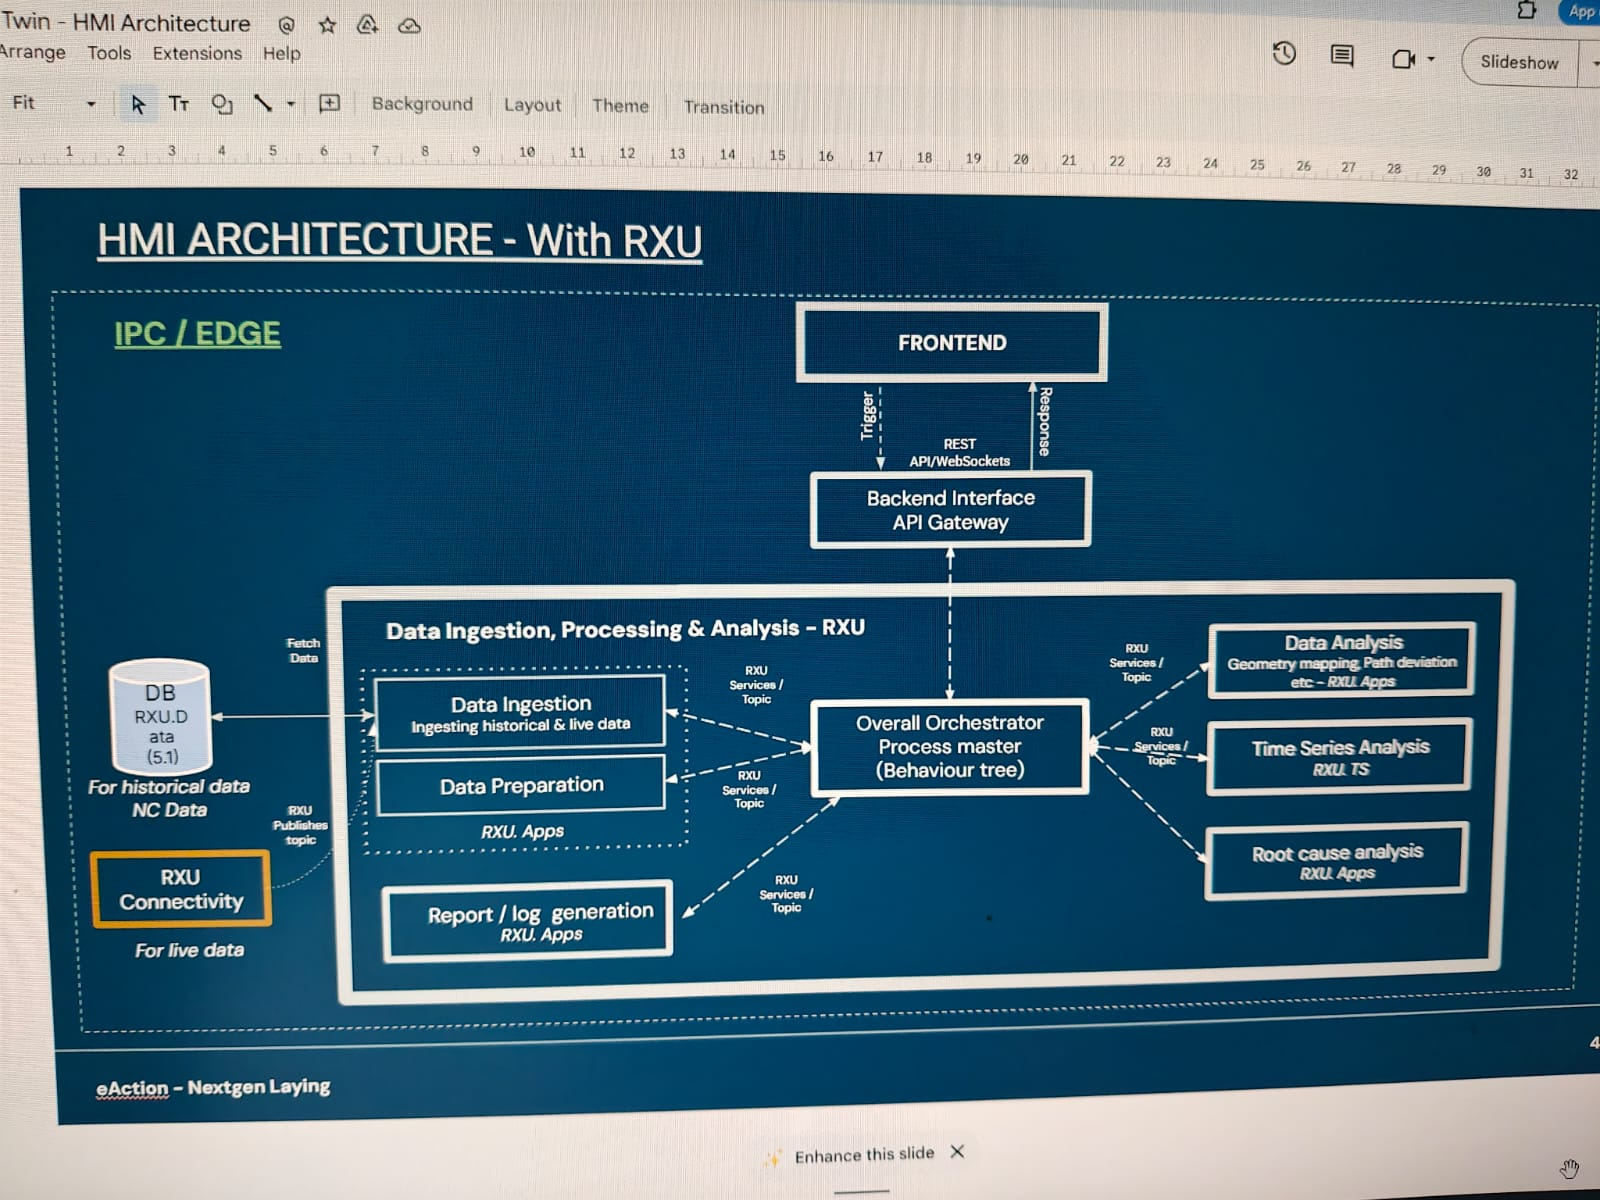 Twin - HMI Architecture
App
Arrange Tools Extensions Help
Slideshow
Fit
Background Layout Theme Transition
1 2 3 4 5 6 7 8 9 10 11 12 13 14 15 16 17 18 19 20 21 22 23 24 25 26 27 28 29 30 31 32
HMI ARCHITECTURE - With RXU
IPC / EDGE
FRONTEND
Trigger
Response
REST
API/WebSockets
Backend Interface
API Gateway
Data Ingestion, Processing & Analysis - RXU
Fetch
Data
DB
RXU.D
ata
(5.1)
For historical data
NC Data
RXU
Publishes
topic
RXU
Connectivity
For live data
Data Ingestion
Ingesting historical & live data
Data Preparation
RXU. Apps
Report / log generation
RXU. Apps
RXU
Services /
Topic
RXU
Services /
Topic
RXU
Services /
Topic
Overall Orchestrator
Process master
(Behaviour tree)
RXU
Services /
Topic
RXU
Services /
Topic
Data Analysis
Geometry mapping, Path deviation
etc - RXU. Apps
Time Series Analysis
RXU. TS
Root cause analysis
RXU. Apps
4
eAction - Nextgen Laying
Enhance this slide